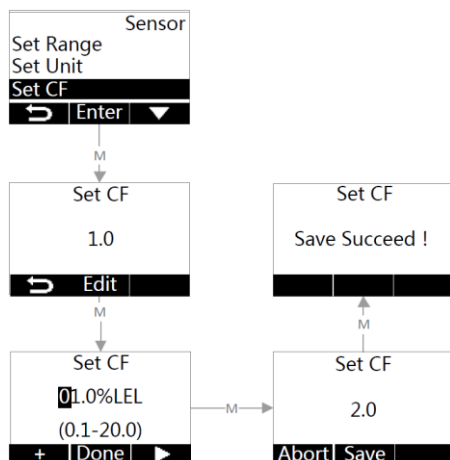 Sensor
Set Range
Set Unit
Set CF
Enter
M
Set CF
1.0
Edit
M
Set CF
01.0%LEL
(0.1-20.0)
+ Done
M
Set CF
2.0
Abort Save
M
Set CF
Save Succeed !